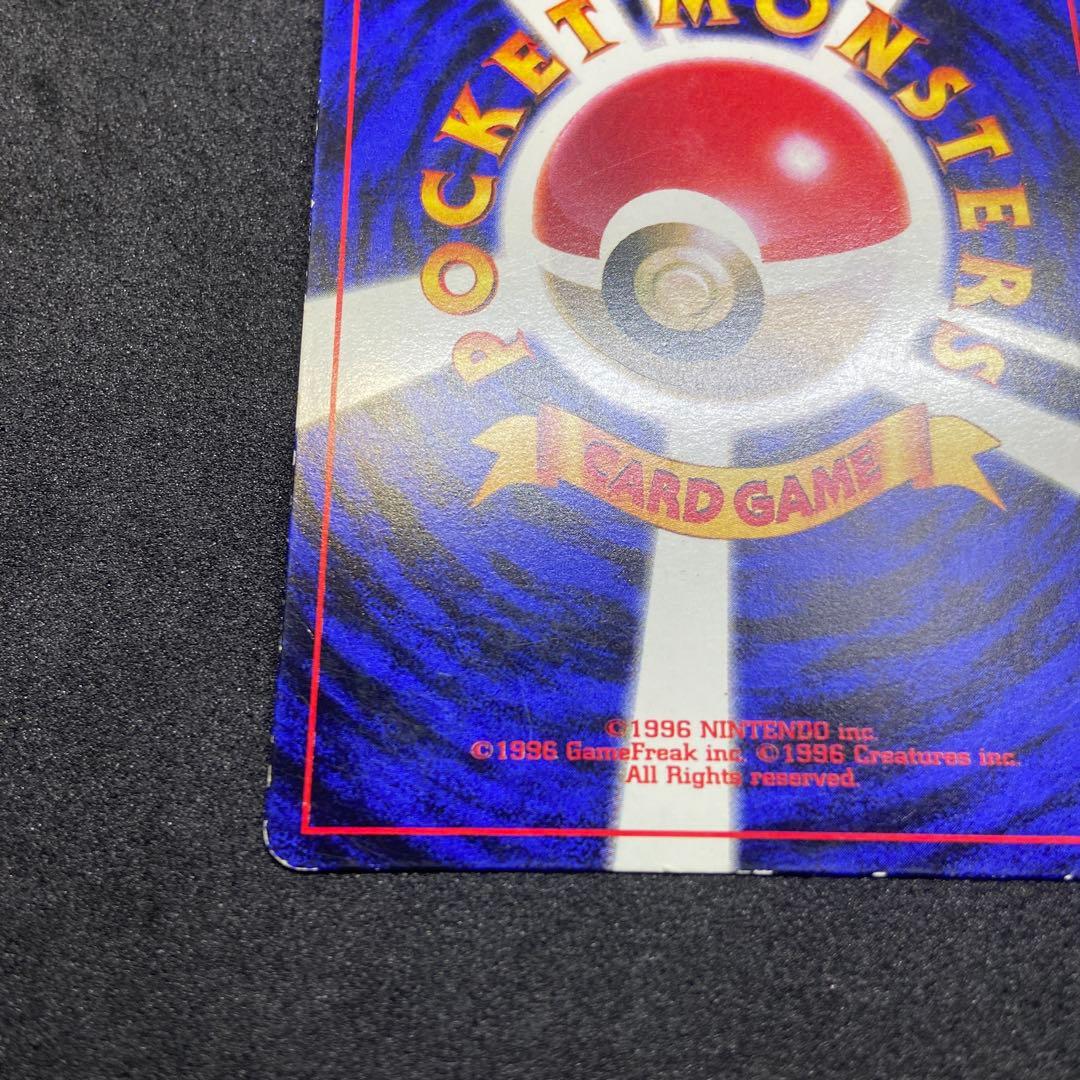 POCKET MONSTERS
CARD GAME
©1996 NINTENDO inc.
©1996 GameFreak inc. ©1996 Creatures inc.
All Rights reserved.